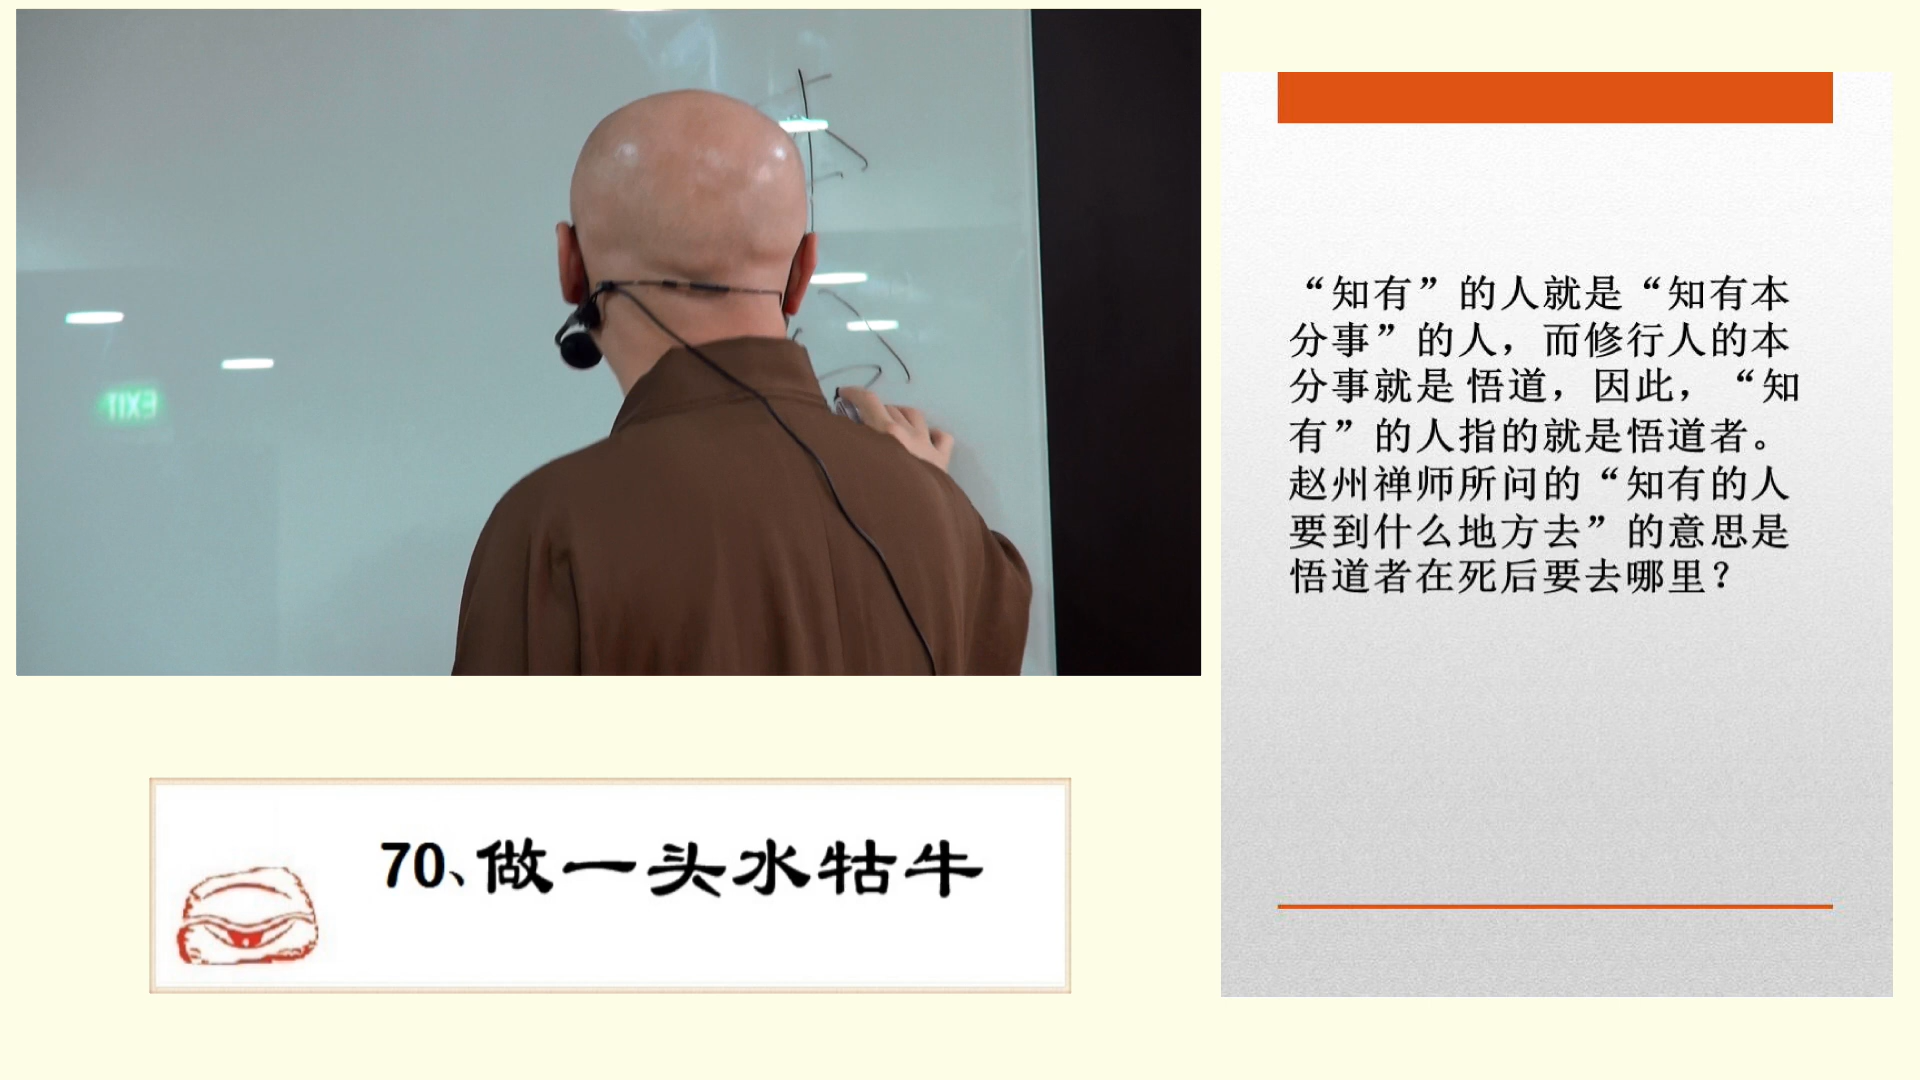 EXIT
“知有”的人就是“知有本
分事”的人，而修行人的本
分事就是 悟道，因此，“知
有”的人指的就是悟道者。
赵州禅师所问的“知有的人
要到什么地方去”的意思是
悟道者在死后要去哪里？
70、做一头水牯牛